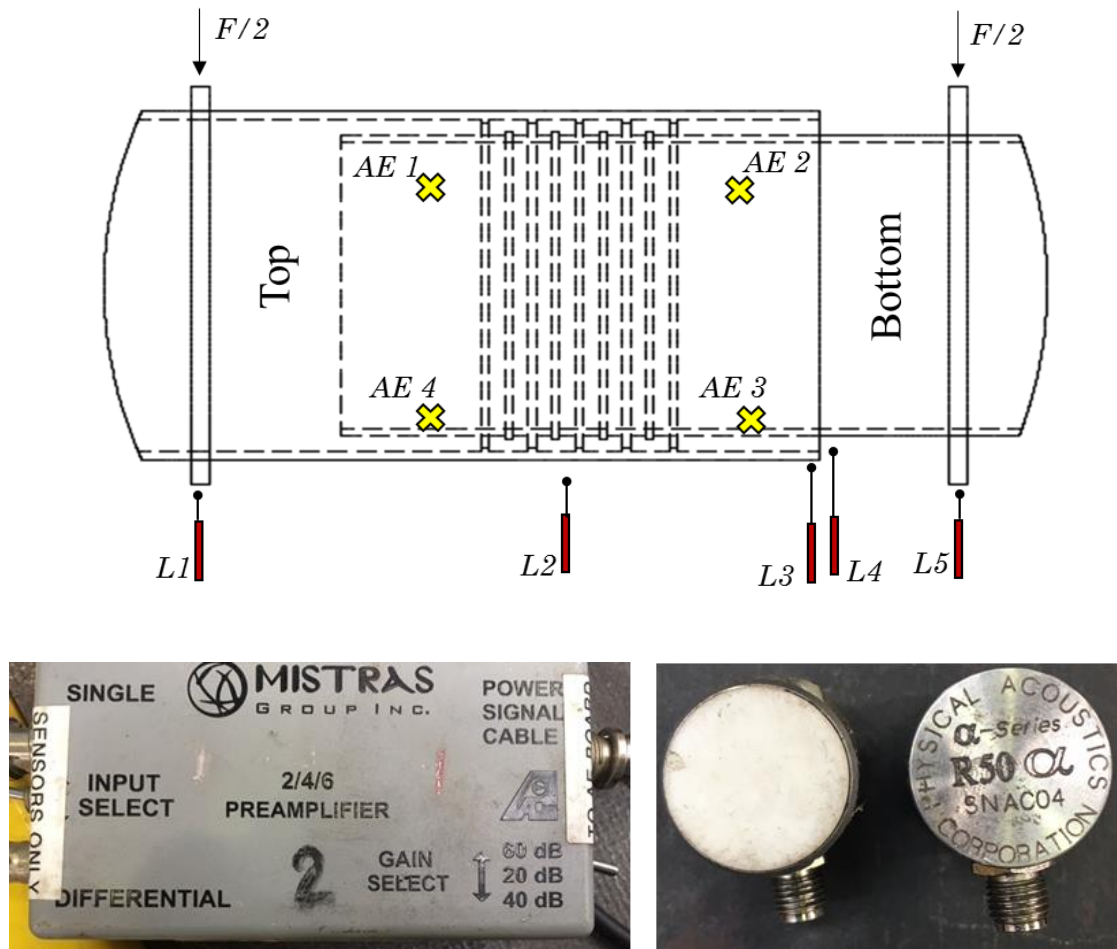 F/2
F/2
AE 1
AE 2
Top
Bottom
AE 4
AE 3
L1
L2
L3
L4
L5
SENSORS ONLY
SINGLE
MISTRAS
GROUP INC.
POWER
SIGNAL
CABLE
INPUT
SELECT
2/4/6
PREAMPLIFIER
DIFFERENTIAL
2
GAIN
SELECT
60 dB
20 dB
40 dB
PHYSICAL ACOUSTICS
α-Series
R50 α
SNAC04
CORPORATION